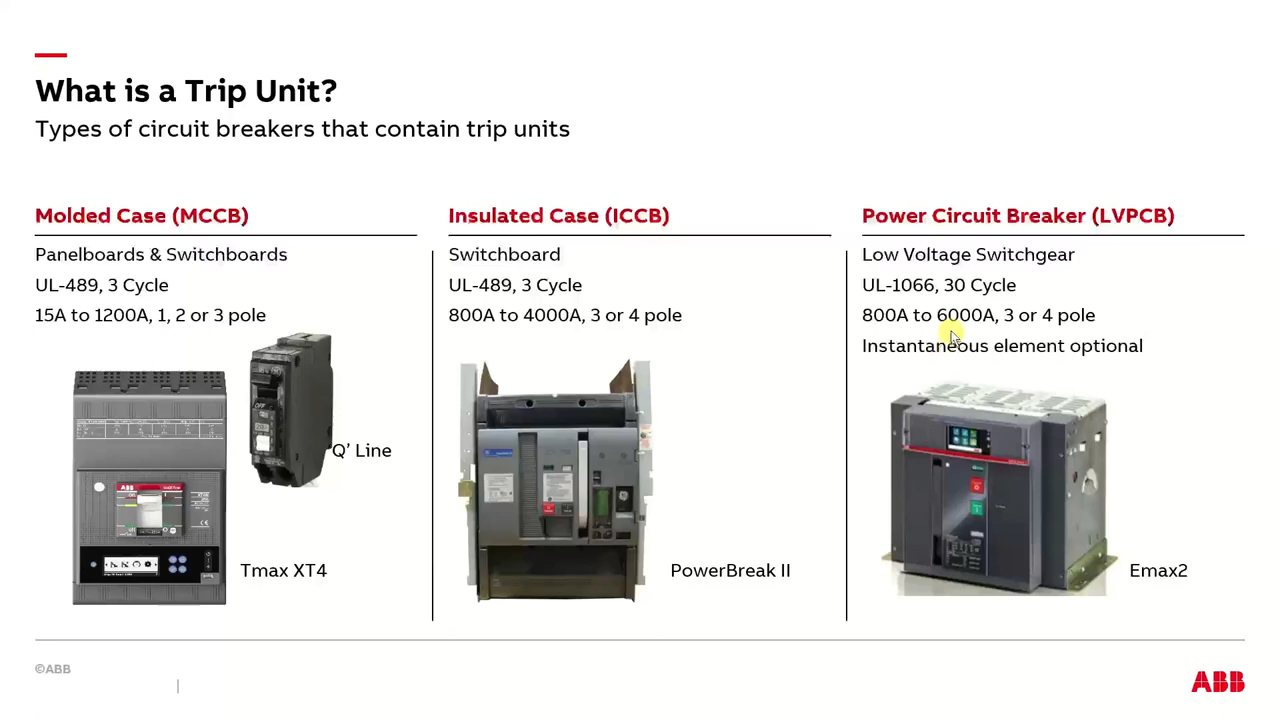 What is a Trip Unit?
Types of circuit breakers that contain trip units
Molded Case (MCCB)
Panelboards & Switchboards
UL-489, 3 Cycle
15A to 1200A, 1, 2 or 3 pole
Q' Line
Tmax XT4
Insulated Case (ICCB)
Switchboard
UL-489, 3 Cycle
800A to 4000A, 3 or 4 pole
PowerBreak II
Power Circuit Breaker (LVPCB)
Low Voltage Switchgear
UL-1066, 30 Cycle
800A to 6000A, 3 or 4 pole
Instantaneous element optional
Emax2
ABB
OFF
©ABB
ABB